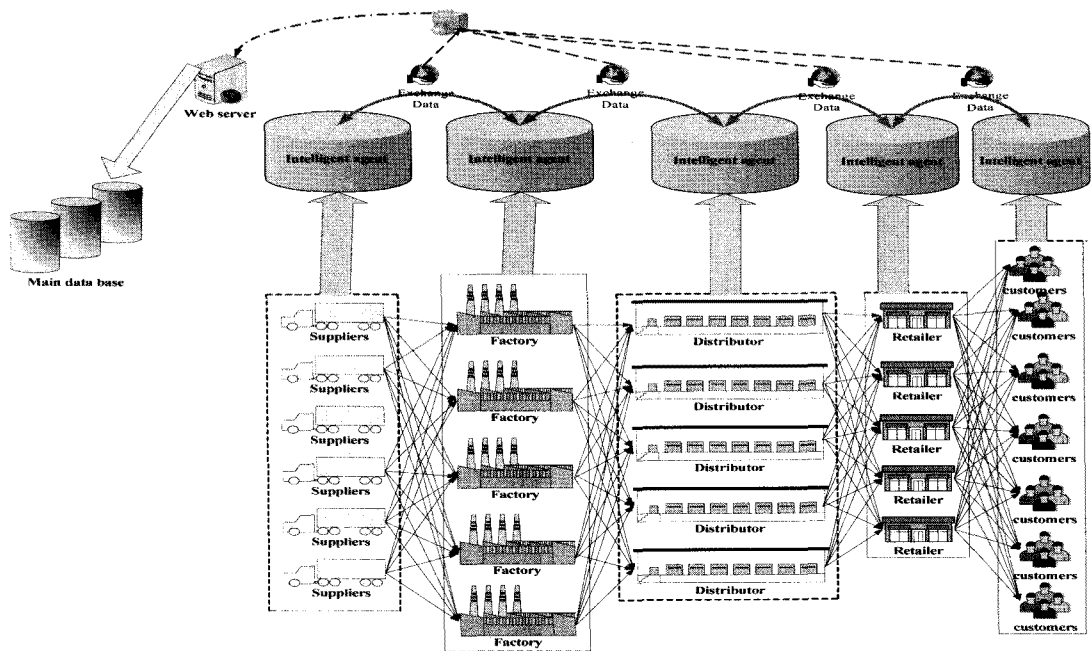 Exchange
Data
Exchange
Data
Exchange
Data
Exchange
Data
Web server
Intelligent agent
Intelligent agent
Intelligent agent
Intelligent agent
Intelligent agent
Main data base
Suppliers
Suppliers
Suppliers
Suppliers
Suppliers
Suppliers
Factory
Factory
Factory
Factory
Factory
Distributor
Distributor
Distributor
Distributor
Distributor
Retailer
Retailer
Retailer
Retailer
Retailer
customers
customers
customers
customers
customers
customers
customers